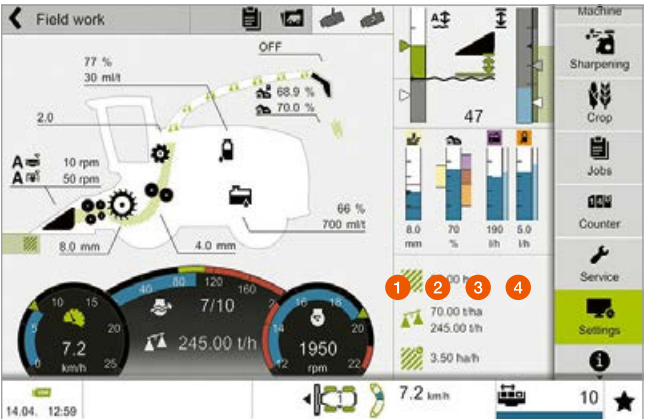 Field work
77 %
30 ml/t
OFF
68.9 %
70.0 %
2.0
A 10 rpm
A 50 rpm
66 %
700 ml/t
8.0 mm
4.0 mm
A
47
8.0 70 190 5.0
mm % l/h l/h
1 2 3 4
70.00 t/ha
245.00 t/h
3.50 ha/h
40 80 120 160
7/10
245.00 t/h
5 10 15 20 25
7.2
km/h
12 14 16 18 20 22
1950
rpm
Machine
Sharpening
Crop
Jobs
Counter
Service
Settings
14.04. 12:59
1
7.2 km/h
10